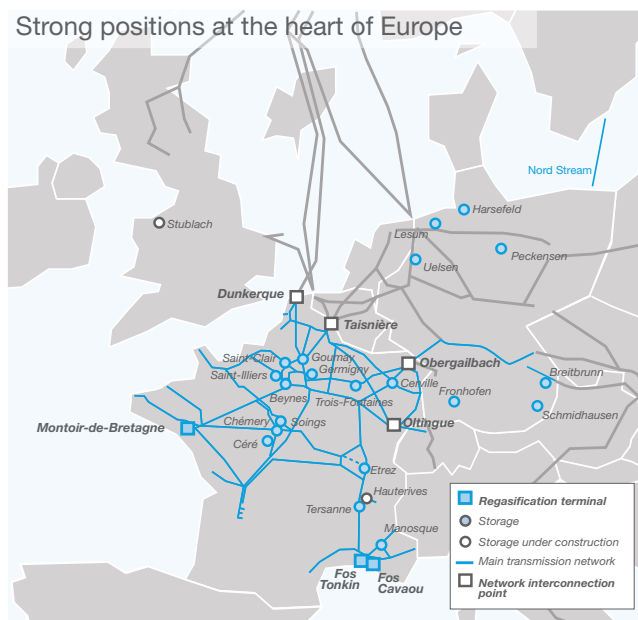 Strong positions at the heart of Europe
Nord Stream
Harsefeld
Stublach
Lesum
Peckensen
Uelsen
Dunkerque
Taisnière
Saint-Clair
Gournay
Germigny
Obergailbach
Saint-Illiers
Breitbrunn
Beynes
Trois-Fontaines
Cerville
Fronhofen
Schmidhausen
Chémery
Soings
Oltingue
Montoir-de-Bretagne
Céré
Etrez
Hauterives
Tersanne
Manosque
Fos
Tonkin
Fos
Cavaou
Regasification terminal
Storage
Storage under construction
Main transmission network
Network interconnection
point